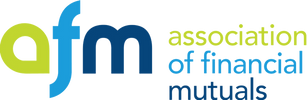 afm
association
of financial
mutuals